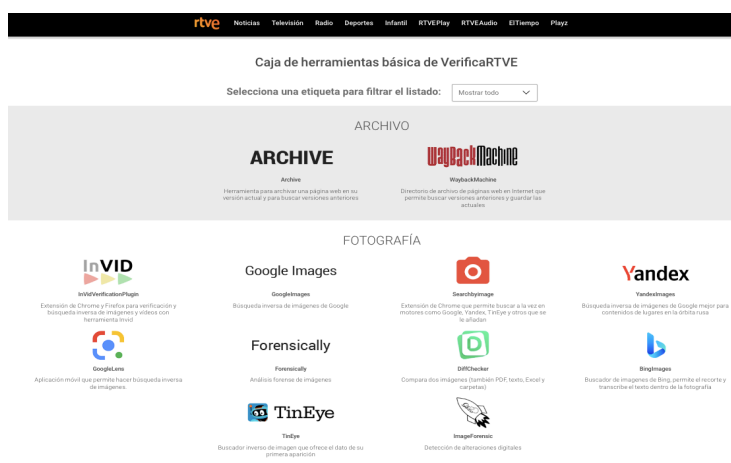 rtve Noticias Televisión Radio Deportes Infantil RTVEPlay RTVEAudio ElTiempo Playz
Caja de herramientas básica de VerificaRTVE
Selecciona una etiqueta para filtrar el listado: Mostrar todo
ARCHIVO
ARCHIVE
WayBackMachine
Archive
WaybackMachine
Herramienta para archivar una página web en su
versión actual y para buscar versiones anteriores
Directorio de archivo de páginas web en Internet que
permite buscar versiones anteriores y guardar las
actuales
FOTOGRAFÍA
InVID
InVidVerificationPlugin
Extensión de Chrome y Firefox para verificación y
búsqueda inversa de imágenes y vídeos con
herramienta Invid
Google Images
GoogleImages
Búsqueda inversa de imágenes de Google
SearchbyImage
Extensión de Chrome que permite buscar a la vez en
motores como Google, Yandex, TinEye y otros que se
le añadan
Yandex
YandexImages
Búsqueda inversa de imágenes de Google mejor para
contenidos de lugares en la órbita rusa
GoogleLens
Aplicación móvil que permite hacer búsqueda inversa
de imágenes
Forensically
Forensically
Análisis forense de imágenes
DiffChecker
Compara dos imágenes (también PDF, texto, Excel y
carpetas)
BingImages
Buscador de imágenes de Bing, permite el recorte y
transcribe el texto dentro de la fotografía
TinEye
TinEye
Buscador inverso de imagen que ofrece el dato de su
primera aparición
ImageForensic
Detección de alteraciones digitales